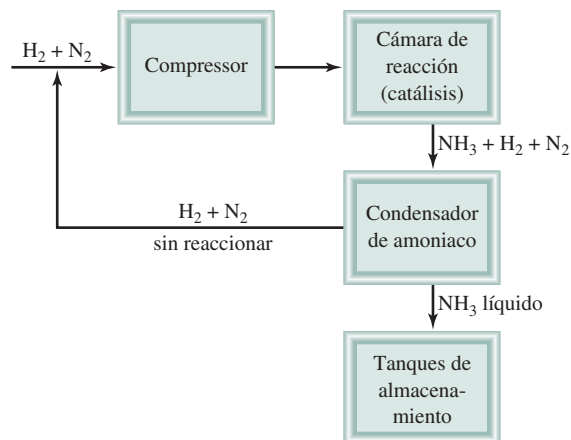 H₂ + N₂
Compressor
Cámara de
reacción
(catálisis)
NH₃ + H₂ + N₂
H₂ + N₂
sin reaccionar
Condensador
de amoniaco
NH₃ líquido
Tanques de
almacena-
miento